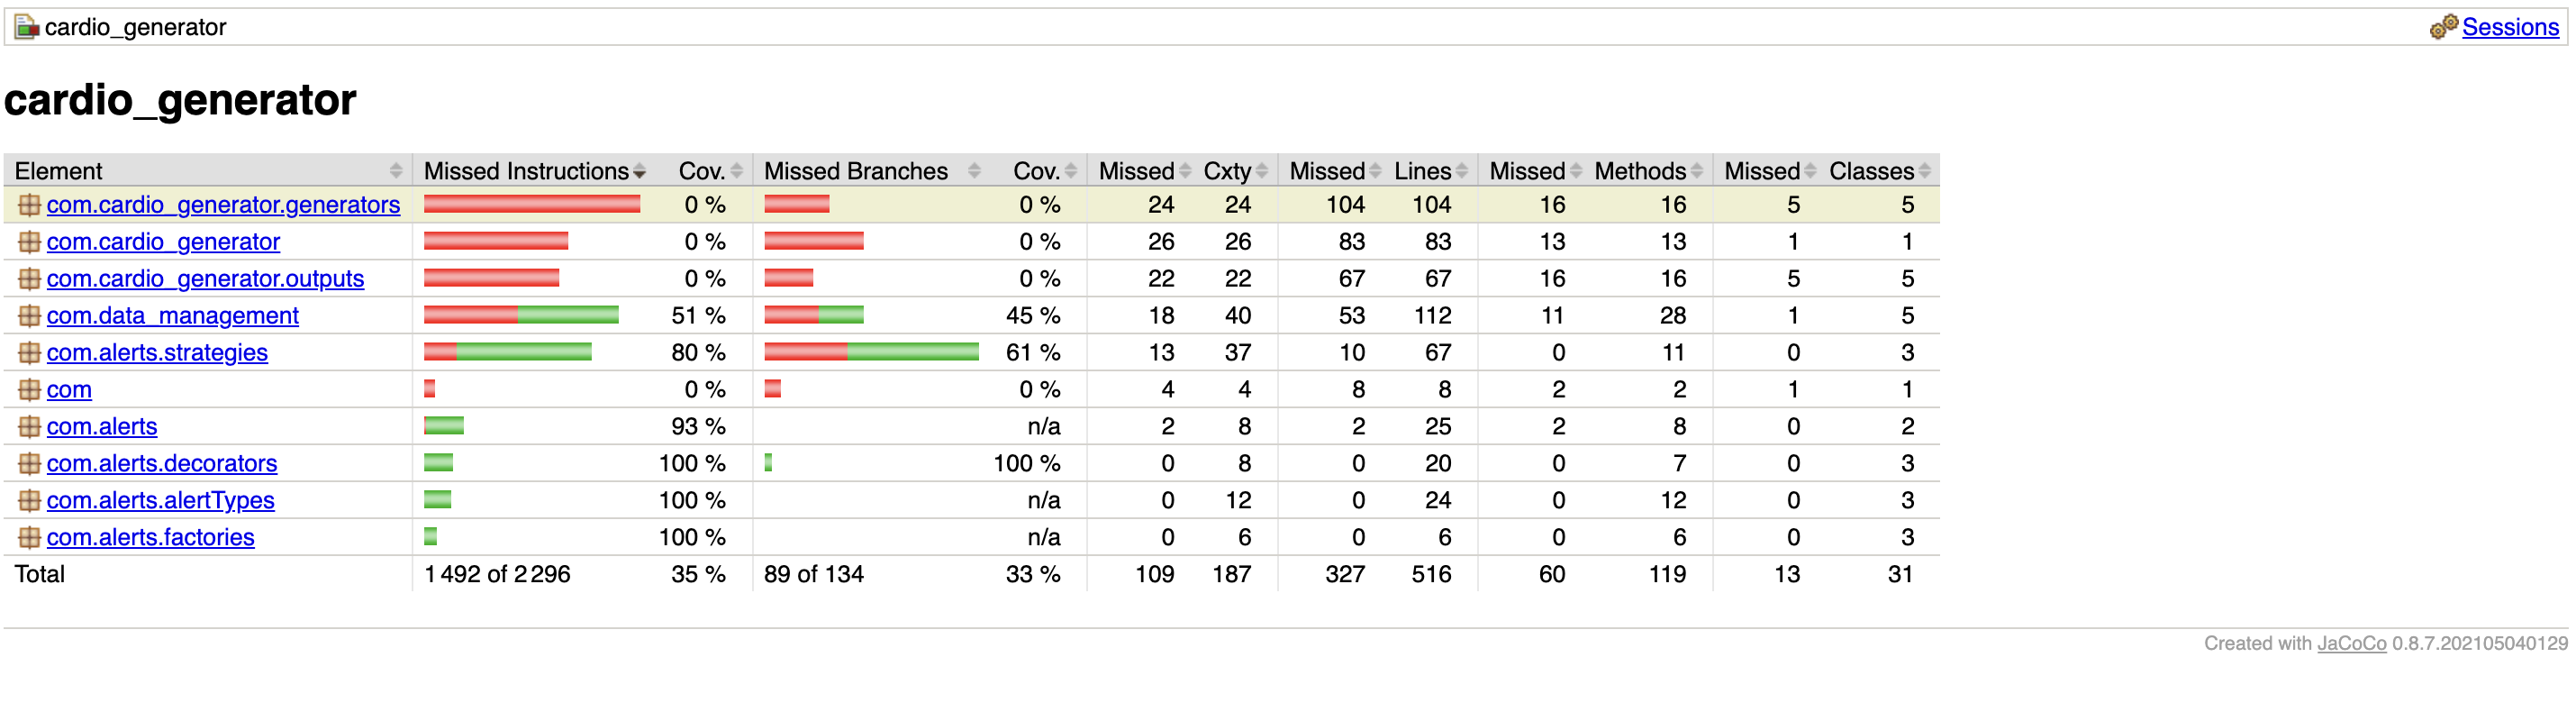 cardio_generator Sessions
cardio_generator
Element Missed Instructions Cov. Missed Branches Cov. Missed Cxty Missed Lines Missed Methods Missed Classes
com.cardio_generator.generators 0 % 0 % 24 24 104 104 16 16 5 5
com.cardio_generator 0 % 0 % 26 26 83 83 13 13 1 1
com.cardio_generator.outputs 0 % 0 % 22 22 67 67 16 16 5 5
com.data_management 51 % 45 % 18 40 53 112 11 28 1 5
com.alerts.strategies 80 % 61 % 13 37 10 67 0 11 0 3
com 0 % 0 % 4 4 8 8 2 2 1 1
com.alerts 93 % n/a 2 8 2 25 2 8 0 2
com.alerts.decorators 100 % 100 % 0 8 0 20 0 7 0 3
com.alerts.alertTypes 100 % n/a 0 12 0 24 0 12 0 3
com.alerts.factories 100 % n/a 0 6 0 6 0 6 0 3
Total 1 492 of 2 296 35 % 89 of 134 33 % 109 187 327 516 60 119 13 31
Created with JaCoCo 0.8.7.202105040129